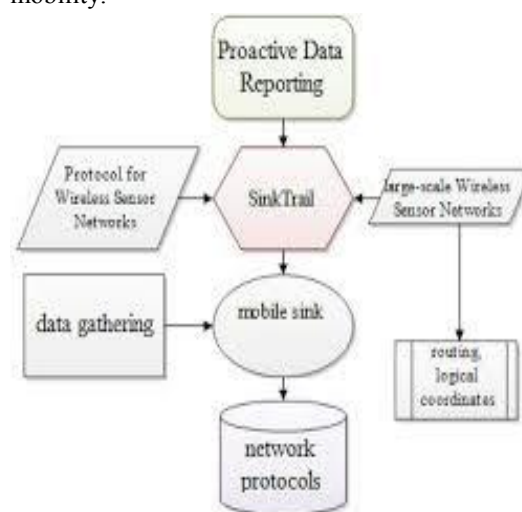 mobility.
Proactive Data
Reporting
Protocol for
Wireless Sensor
Networks
SinkTrail
large-scale Wireless
Sensor Networks
data gathering
mobile sink
routing,
logical
coordinates
network
protocols